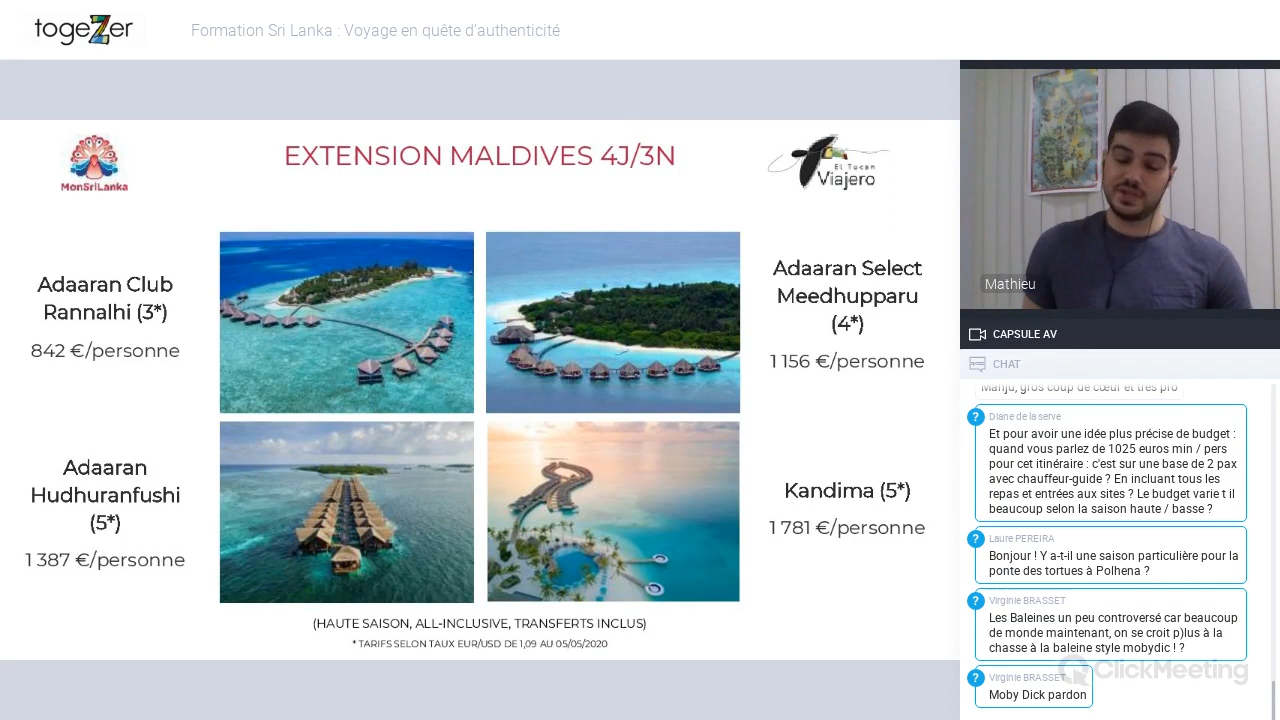 togeZer
Formation Sri Lanka : Voyage en quête d'authenticité
MonSriLanka
EXTENSION MALDIVES 4J/3N
El Tucan
Viajero
Adaaran Club
Rannalhi (3*)
842 €/personne
Adaaran Select
Meedhupparu
(4*)
1 156 €/personne
Adaaran
Hudhuranfushi
(5*)
1 387 €/personne
Kandima (5*)
1 781 €/personne
(HAUTE SAISON, ALL-INCLUSIVE, TRANSFERTS INCLUS)
* TARIFS SELON TAUX EUR/USD DE 1,09 AU 05/05/2020
Mathieu
CAPSULE AV
CHAT
Manju, gros coup de cœur et très pro
Diane de la serve
Et pour avoir une idée plus précise de budget :
quand vous parlez de 1025 euros min / pers
pour cet itinéraire : c'est sur une base de 2 pax
avec chauffeur-guide ? En incluant tous les
repas et entrées aux sites ? Le budget varie t il
beaucoup selon la saison haute / basse ?
Laure PEREIRA
Bonjour ! Y a-t-il une saison particulière pour la
ponte des tortues à Polhena ?
Virginie BRASSET
Les Baleines un peu controversé car beaucoup
de monde maintenant, on se croit p)lus à la
chasse à la baleine style mobydic ! ?
Virginie BRASSET
Moby Dick pardon
ClickMeeting